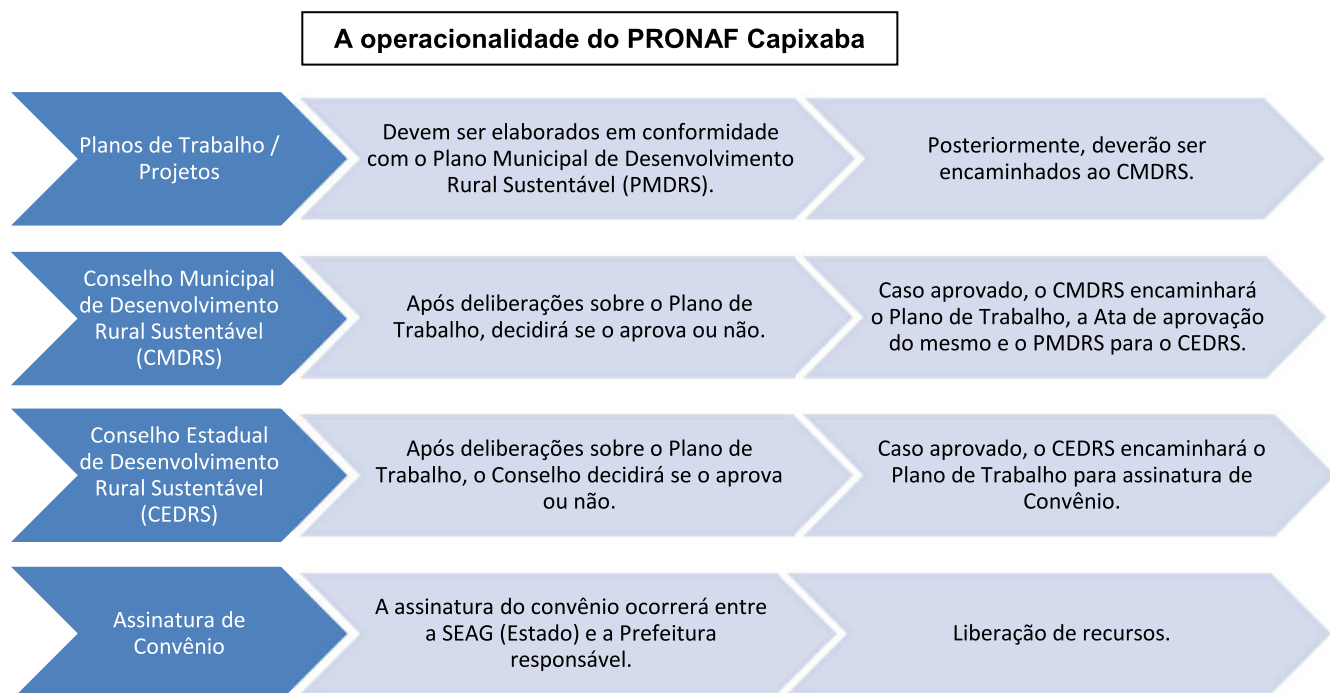 A operacionalidade do PRONAF Capixaba
Planos de Trabalho /
Projetos
Devem ser elaborados em conformidade
com o Plano Municipal de Desenvolvimento
Rural Sustentável (PMDRS).
Posteriormente, deverão ser
encaminhados ao CMDRS.
Conselho Municipal
de Desenvolvimento
Rural Sustentável
(CMDRS)
Após deliberações sobre o Plano de
Trabalho, decidirá se o aprova ou não.
Caso aprovado, o CMDRS encaminhará
o Plano de Trabalho, a Ata de aprovação
do mesmo e o PMDRS para o CEDRS.
Conselho Estadual
de Desenvolvimento
Rural Sustentável
(CEDRS)
Após deliberações sobre o Plano de
Trabalho, o Conselho decidirá se o aprova
ou não.
Caso aprovado, o CEDRS encaminhará o
Plano de Trabalho para assinatura de
Convênio.
Assinatura de
Convênio
A assinatura do convênio ocorrerá entre
a SEAG (Estado) e a Prefeitura
responsável.
Liberação de recursos.